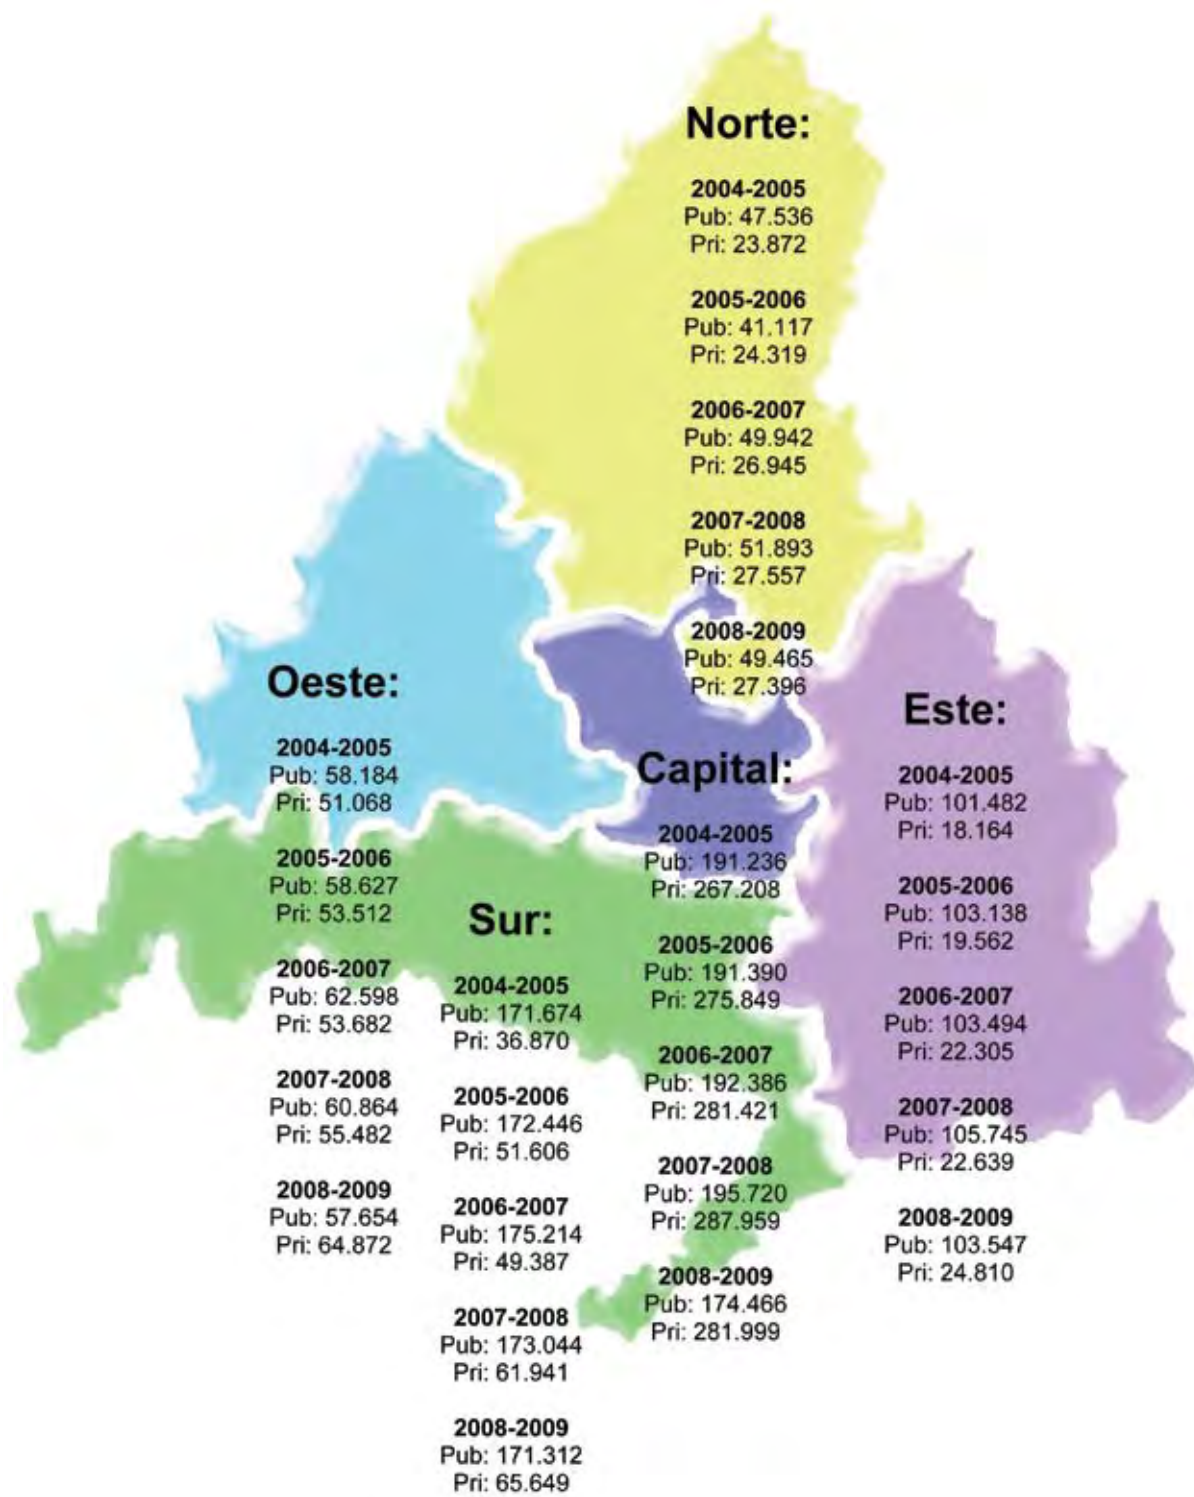 Norte:
2004-2005
Pub: 47.536
Pri: 23.872
2005-2006
Pub: 41.117
Pri: 24.319
2006-2007
Pub: 49.942
Pri: 26.945
2007-2008
Pub: 51.893
Pri: 27.557
2008-2009
Pub: 49.465
Pri: 27.396
Oeste:
2004-2005
Pub: 58.184
Pri: 51.068
2005-2006
Pub: 58.627
Pri: 53.512
2006-2007
Pub: 62.598
Pri: 53.682
2007-2008
Pub: 60.864
Pri: 55.482
2008-2009
Pub: 57.654
Pri: 64.872
Sur:
2004-2005
Pub: 171.674
Pri: 36.870
2005-2006
Pub: 172.446
Pri: 51.606
2006-2007
Pub: 175.214
Pri: 49.387
2007-2008
Pub: 173.044
Pri: 61.941
2008-2009
Pub: 171.312
Pri: 65.649
Capital:
2004-2005
Pub: 191.236
Pri: 267.208
2005-2006
Pub: 191.390
Pri: 275.849
2006-2007
Pub: 192.386
Pri: 281.421
2007-2008
Pub: 195.720
Pri: 287.959
2008-2009
Pub: 174.466
Pri: 281.999
Este:
2004-2005
Pub: 101.482
Pri: 18.164
2005-2006
Pub: 103.138
Pri: 19.562
2006-2007
Pub: 103.494
Pri: 22.305
2007-2008
Pub: 105.745
Pri: 22.639
2008-2009
Pub: 103.547
Pri: 24.810